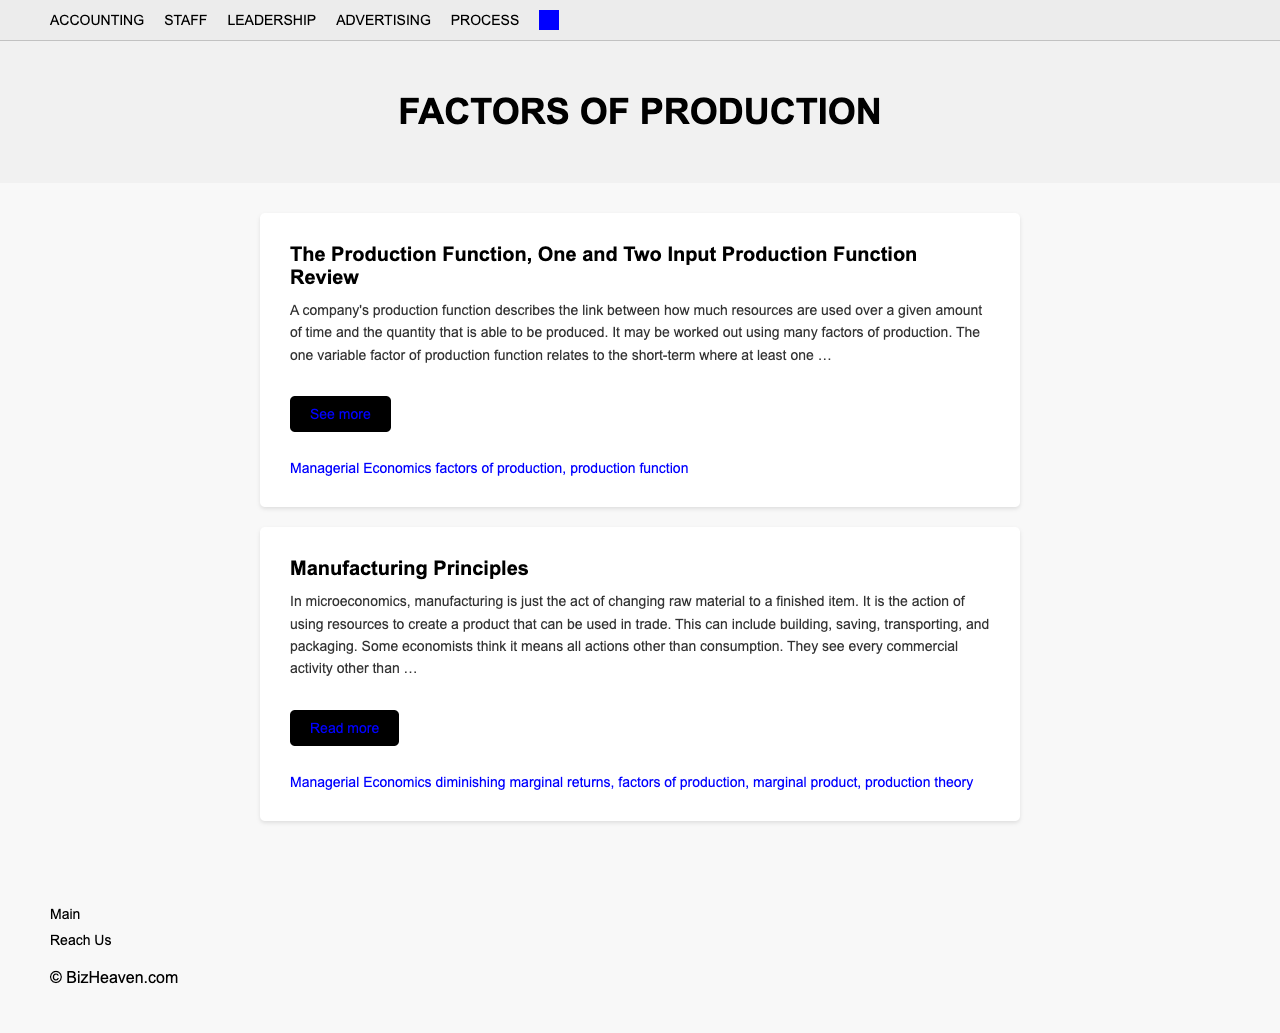 ACCOUNTING STAFF LEADERSHIP ADVERTISING PROCESS
FACTORS OF PRODUCTION
The Production Function, One and Two Input Production Function
Review
A company's production function describes the link between how much resources are used over a given amount
of time and the quantity that is able to be produced. It may be worked out using many factors of production. The
one variable factor of production function relates to the short-term where at least one …
See more
Managerial Economics factors of production, production function
Manufacturing Principles
In microeconomics, manufacturing is just the act of changing raw material to a finished item. It is the action of
using resources to create a product that can be used in trade. This can include building, saving, transporting, and
packaging. Some economists think it means all actions other than consumption. They see every commercial
activity other than …
Read more
Managerial Economics diminishing marginal returns, factors of production, marginal product, production theory
Main
Reach Us
© BizHeaven.com